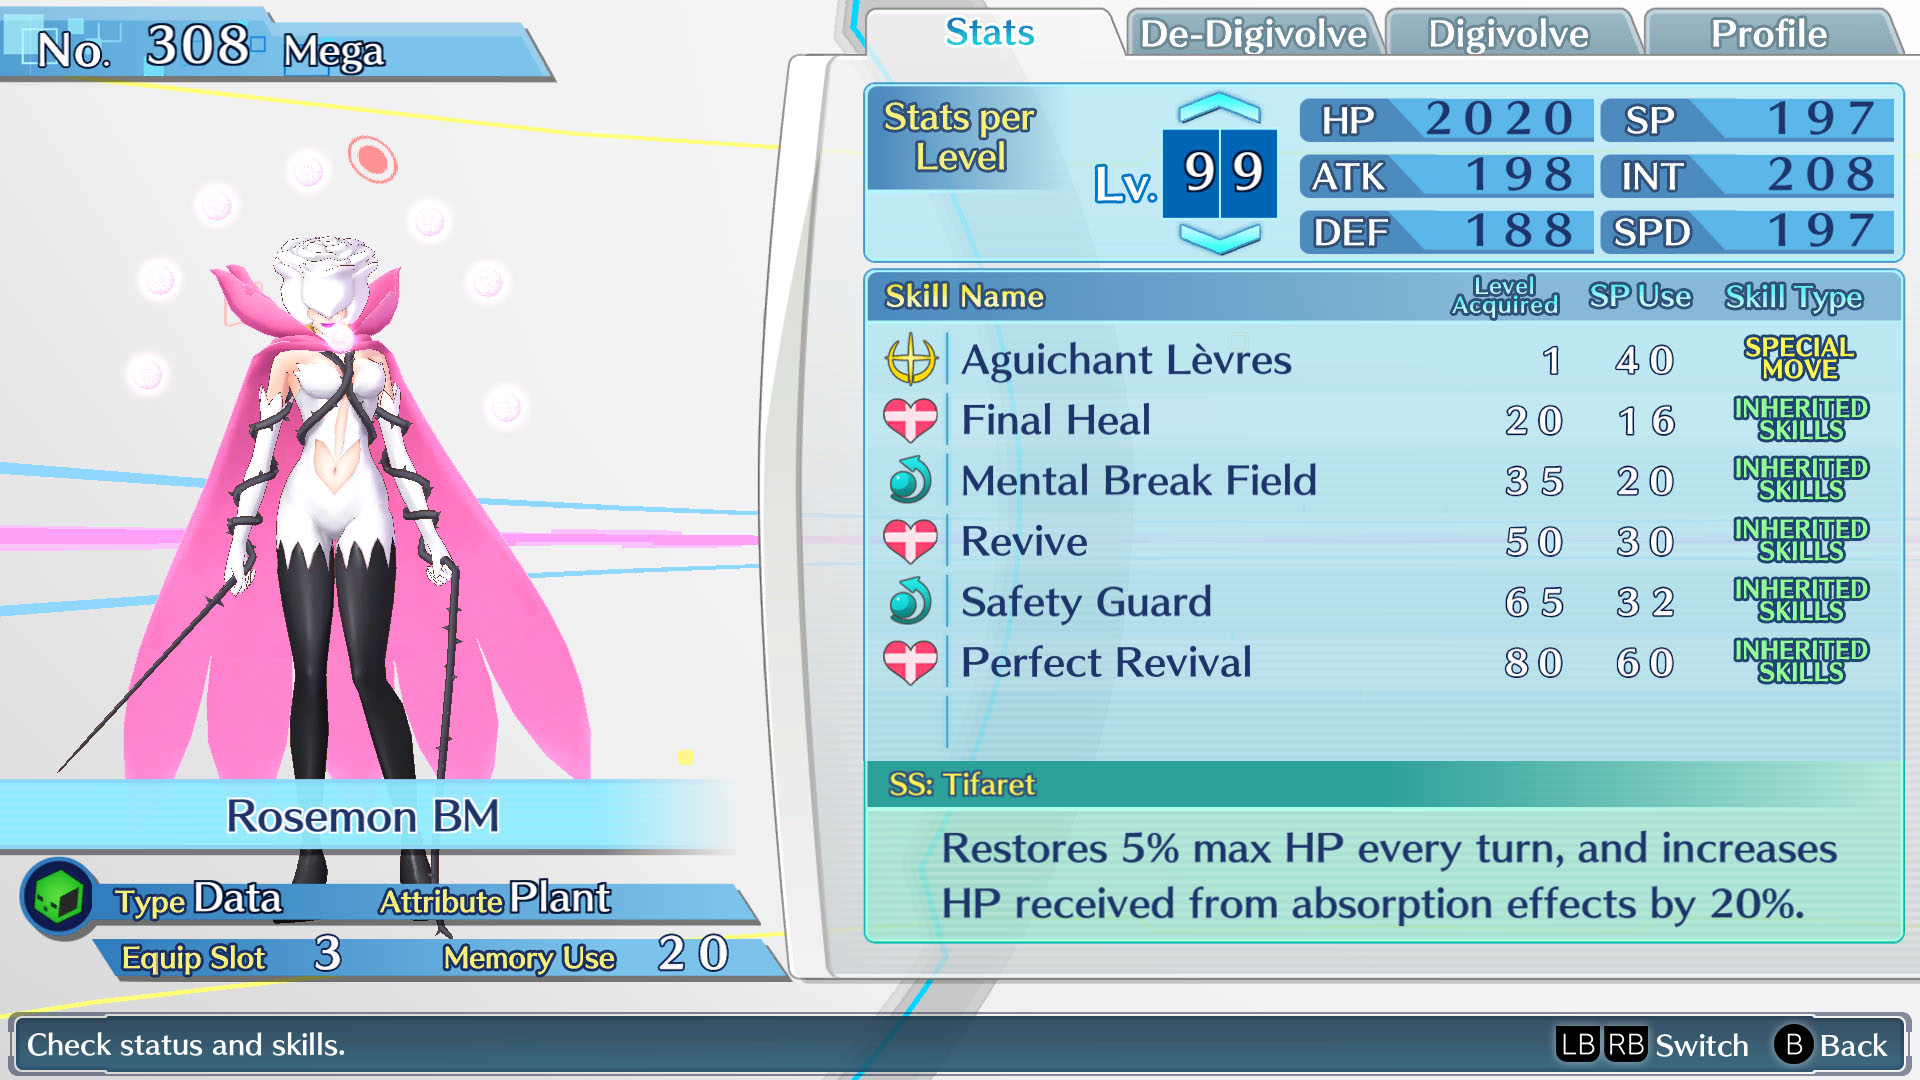 No. 308 Mega
Stats De-Digivolve Digivolve Profile
Stats per
Level
Lv. 99
HP 2020 SP 197
ATK 198 INT 208
DEF 188 SPD 197
Skill Name Level Acquired SP Use Skill Type
Aguichant Lèvres 1 40 SPECIAL MOVE
Final Heal 20 16 INHERITED SKILLS
Mental Break Field 35 20 INHERITED SKILLS
Revive 50 30 INHERITED SKILLS
Safety Guard 65 32 INHERITED SKILLS
Perfect Revival 80 60 INHERITED SKILLS
SS: Tifaret
Restores 5% max HP every turn, and increases
HP received from absorption effects by 20%.
Rosemon BM
Type Data Attribute Plant
Equip Slot 3 Memory Use 20
Check status and skills.
LB RB Switch B Back